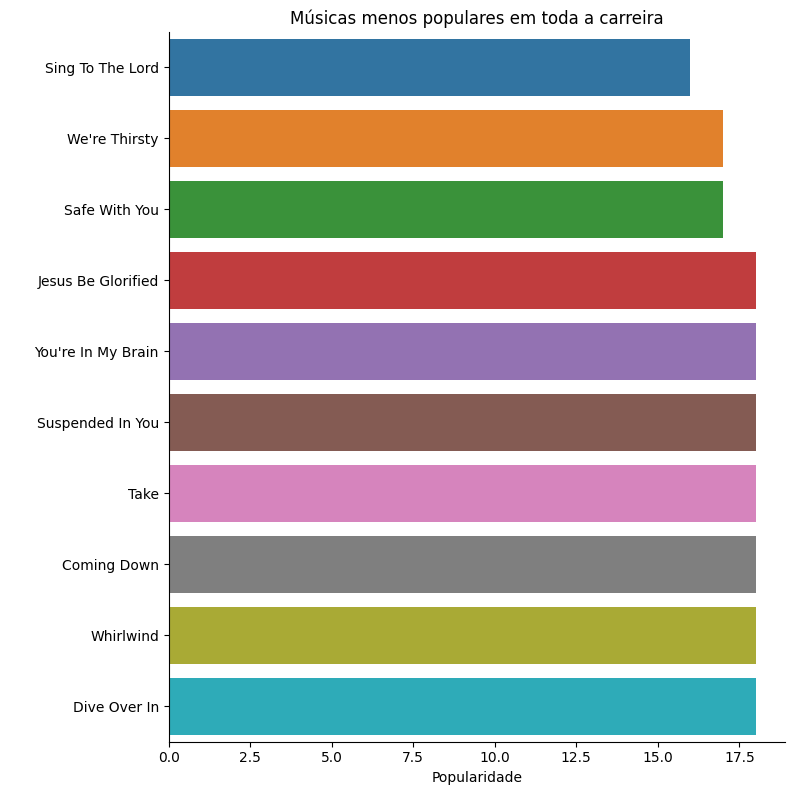 Músicas menos populares em toda a carreira
Sing To The Lord
We're Thirsty
Safe With You
Jesus Be Glorified
You're In My Brain
Suspended In You
Take
Coming Down
Whirlwind
Dive Over In
0.0 2.5 5.0 7.5 10.0 12.5 15.0 17.5
Popularidade